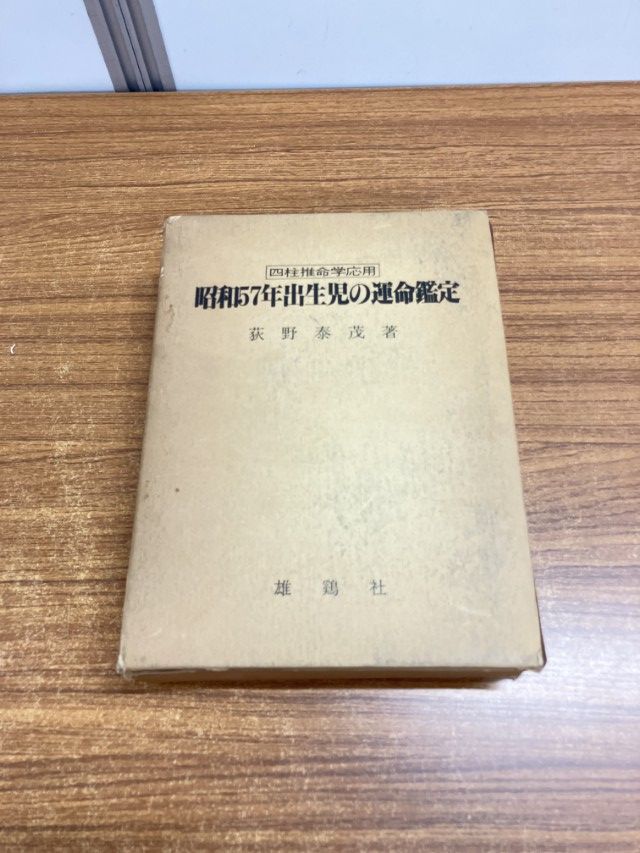 四柱推命学応用
昭和57年出生児の運命鑑定
荻野泰茂著
雄鶏社